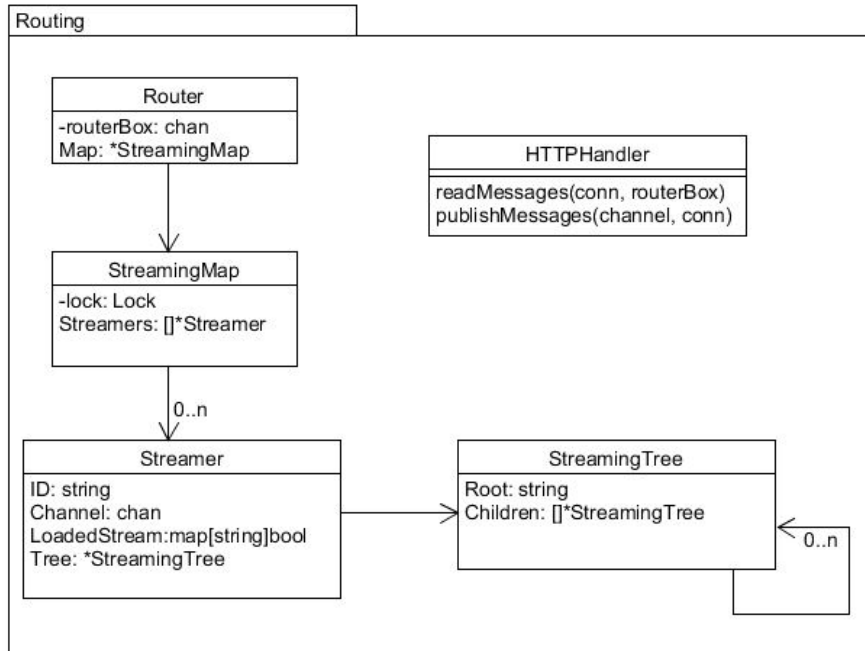 Routing
Router
-routerBox: chan
Map: *StreamingMap
HTTPHandler
readMessages(conn, routerBox)
publishMessages(channel, conn)
StreamingMap
-lock: Lock
Streamers: []*Streamer
0..n
Streamer
ID: string
Channel: chan
LoadedStream:map[string]bool
Tree: *StreamingTree
StreamingTree
Root: string
Children: []*StreamingTree
0..n